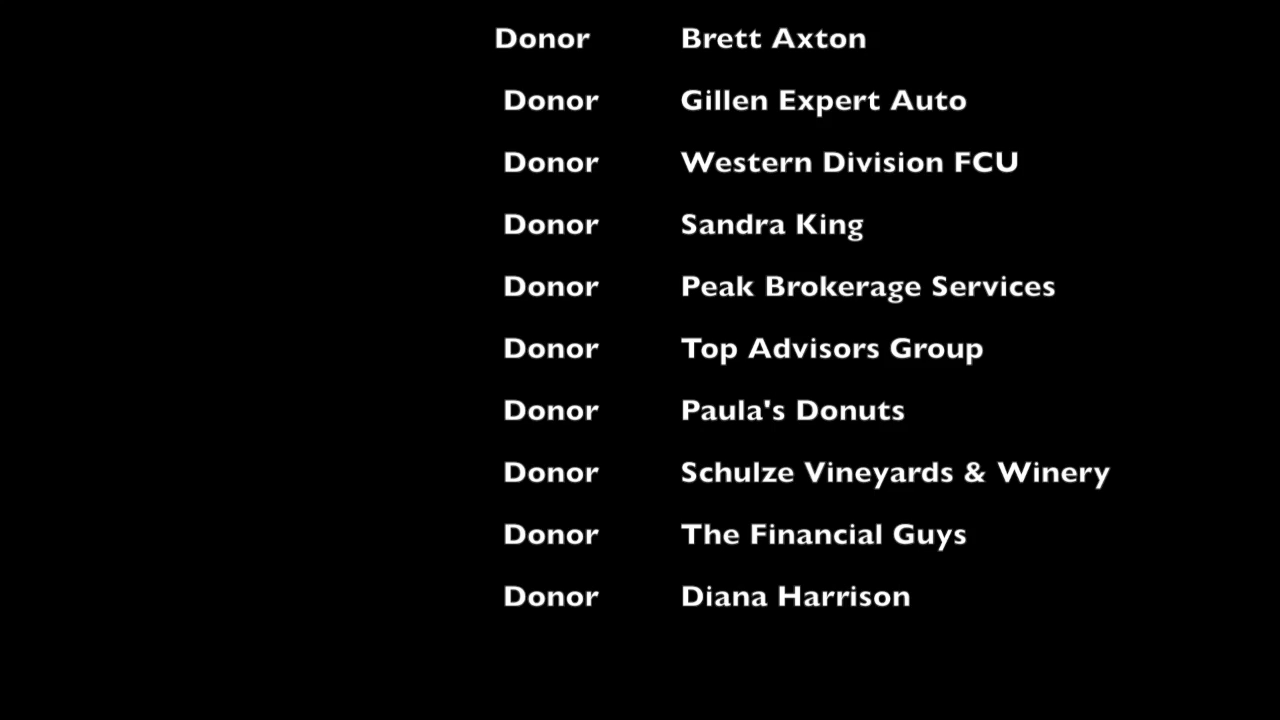 Donor Brett Axton
Donor Gillen Expert Auto
Donor Western Division FCU
Donor Sandra King
Donor Peak Brokerage Services
Donor Top Advisors Group
Donor Paula's Donuts
Donor Schulze Vineyards & Winery
Donor The Financial Guys
Donor Diana Harrison